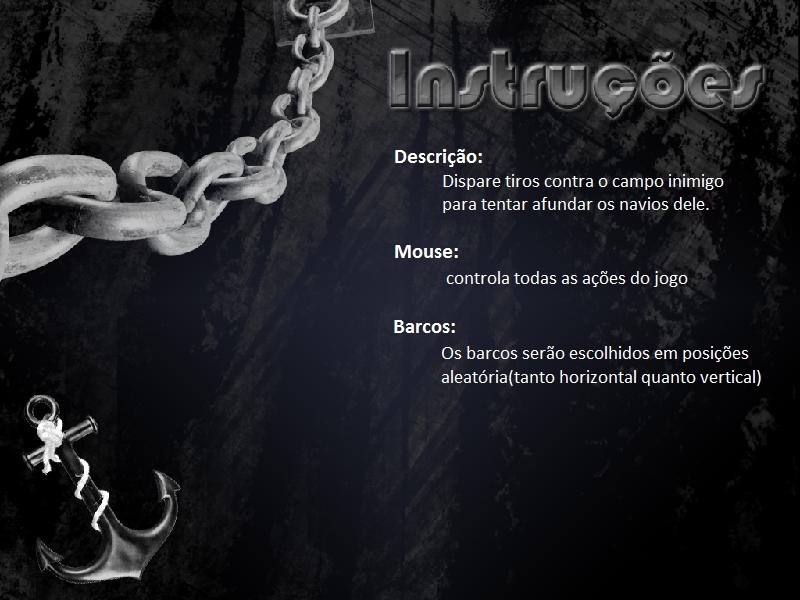 Instruções
Descrição:
Dispare tiros contra o campo inimigo
para tentar afundar os navios dele.
Mouse:
controla todas as ações do jogo
Barcos:
Os barcos serão escolhidos em posições
aleatória(tanto horizontal quanto vertical)